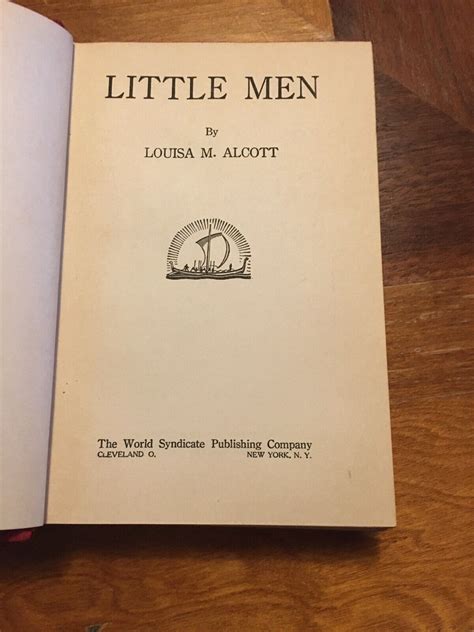 LITTLE MEN
By
LOUISA M. ALCOTT
The World Syndicate Publishing Company
CLEVELAND O. NEW YORK, N. Y.